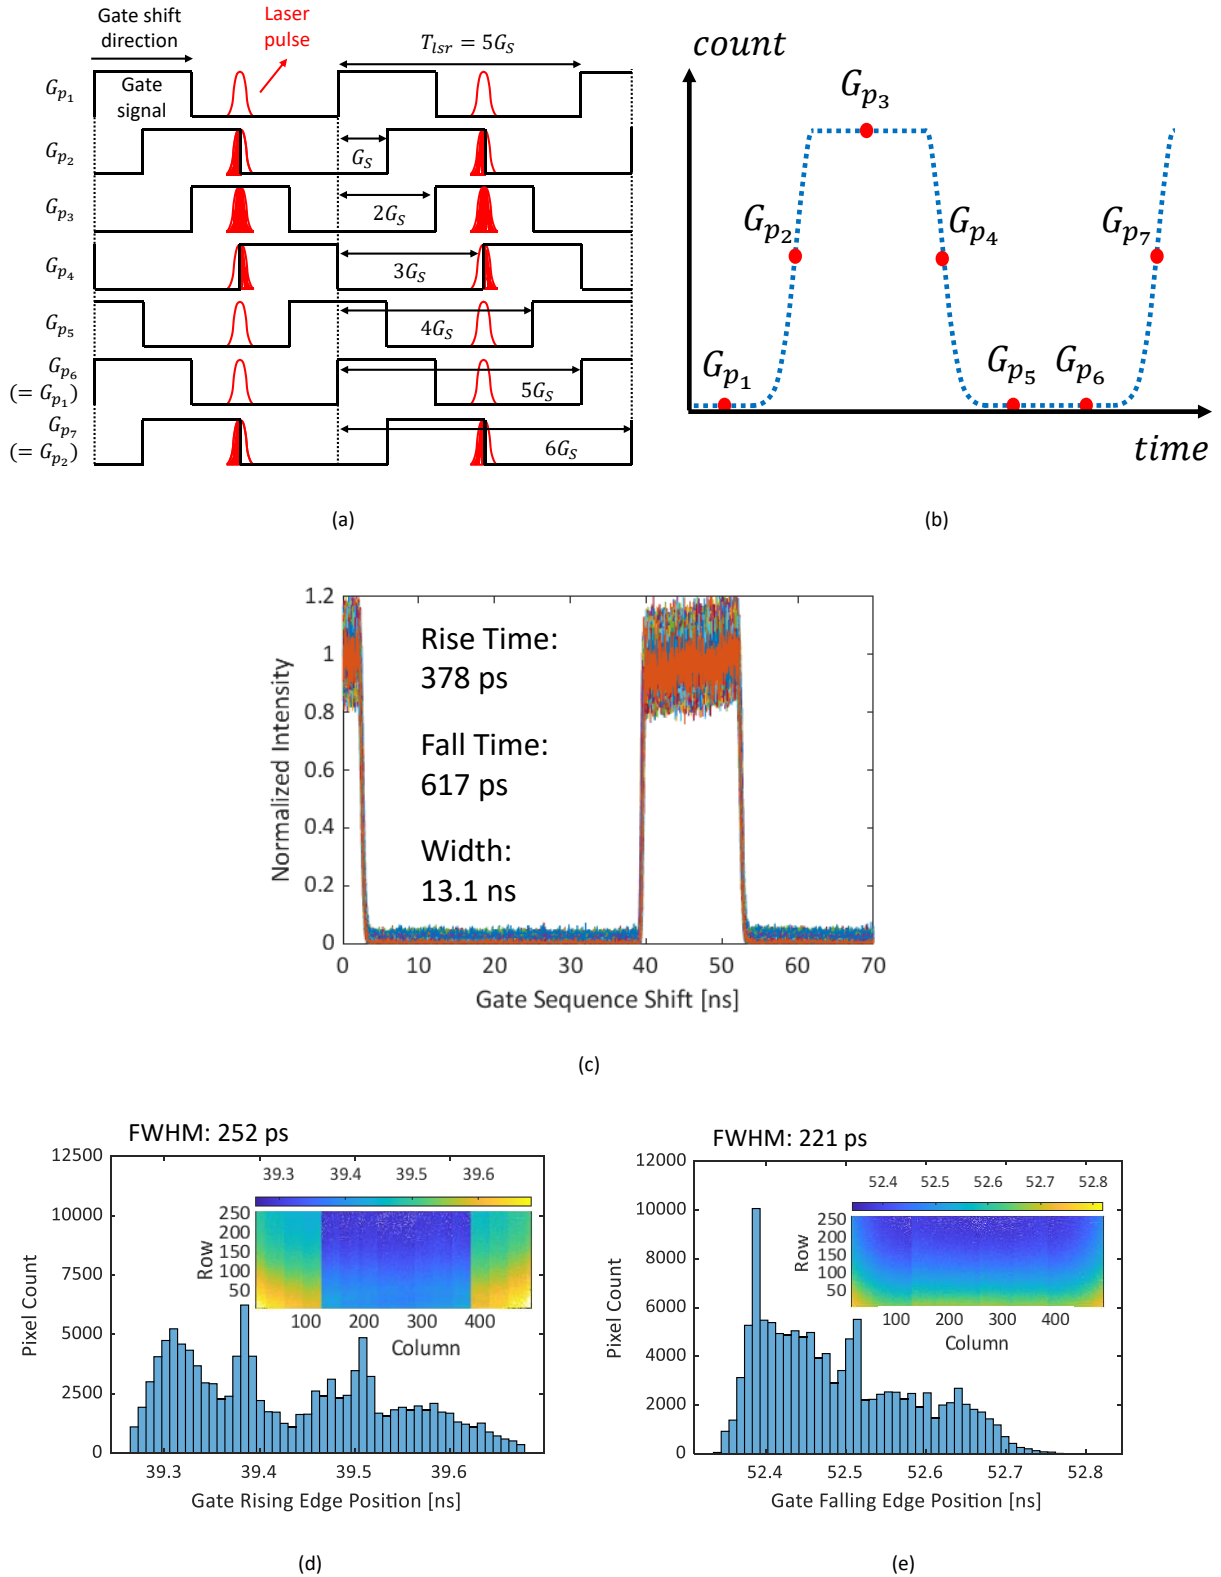 Gate shift
direction
Laser
pulse
T_lsr = 5G_S
G_p1
Gate
signal
G_p2
G_S
G_p3
2G_S
G_p4
3G_S
G_p5
4G_S
G_p6
(= G_p1)
5G_S
G_p7
(= G_p2)
6G_S
(a)
count
G_p3
G_p2
G_p4
G_p7
G_p1
G_p5
G_p6
time
(b)
1.2
1
0.8
0.6
0.4
0.2
0
Normalized Intensity
Rise Time:
378 ps
Fall Time:
617 ps
Width:
13.1 ns
0 10 20 30 40 50 60 70
Gate Sequence Shift [ns]
(c)
FWHM: 252 ps
12500
10000
7500
5000
2500
0
Pixel Count
39.3 39.4 39.5 39.6
250
200
150
100
50
Row
100 200 300 400
Column
39.3 39.4 39.5 39.6
Gate Rising Edge Position [ns]
(d)
FWHM: 221 ps
12000
10000
8000
6000
4000
2000
0
Pixel Count
52.4 52.5 52.6 52.7 52.8
250
200
150
100
50
Row
100 200 300 400
Column
52.4 52.5 52.6 52.7 52.8
Gate Falling Edge Position [ns]
(e)